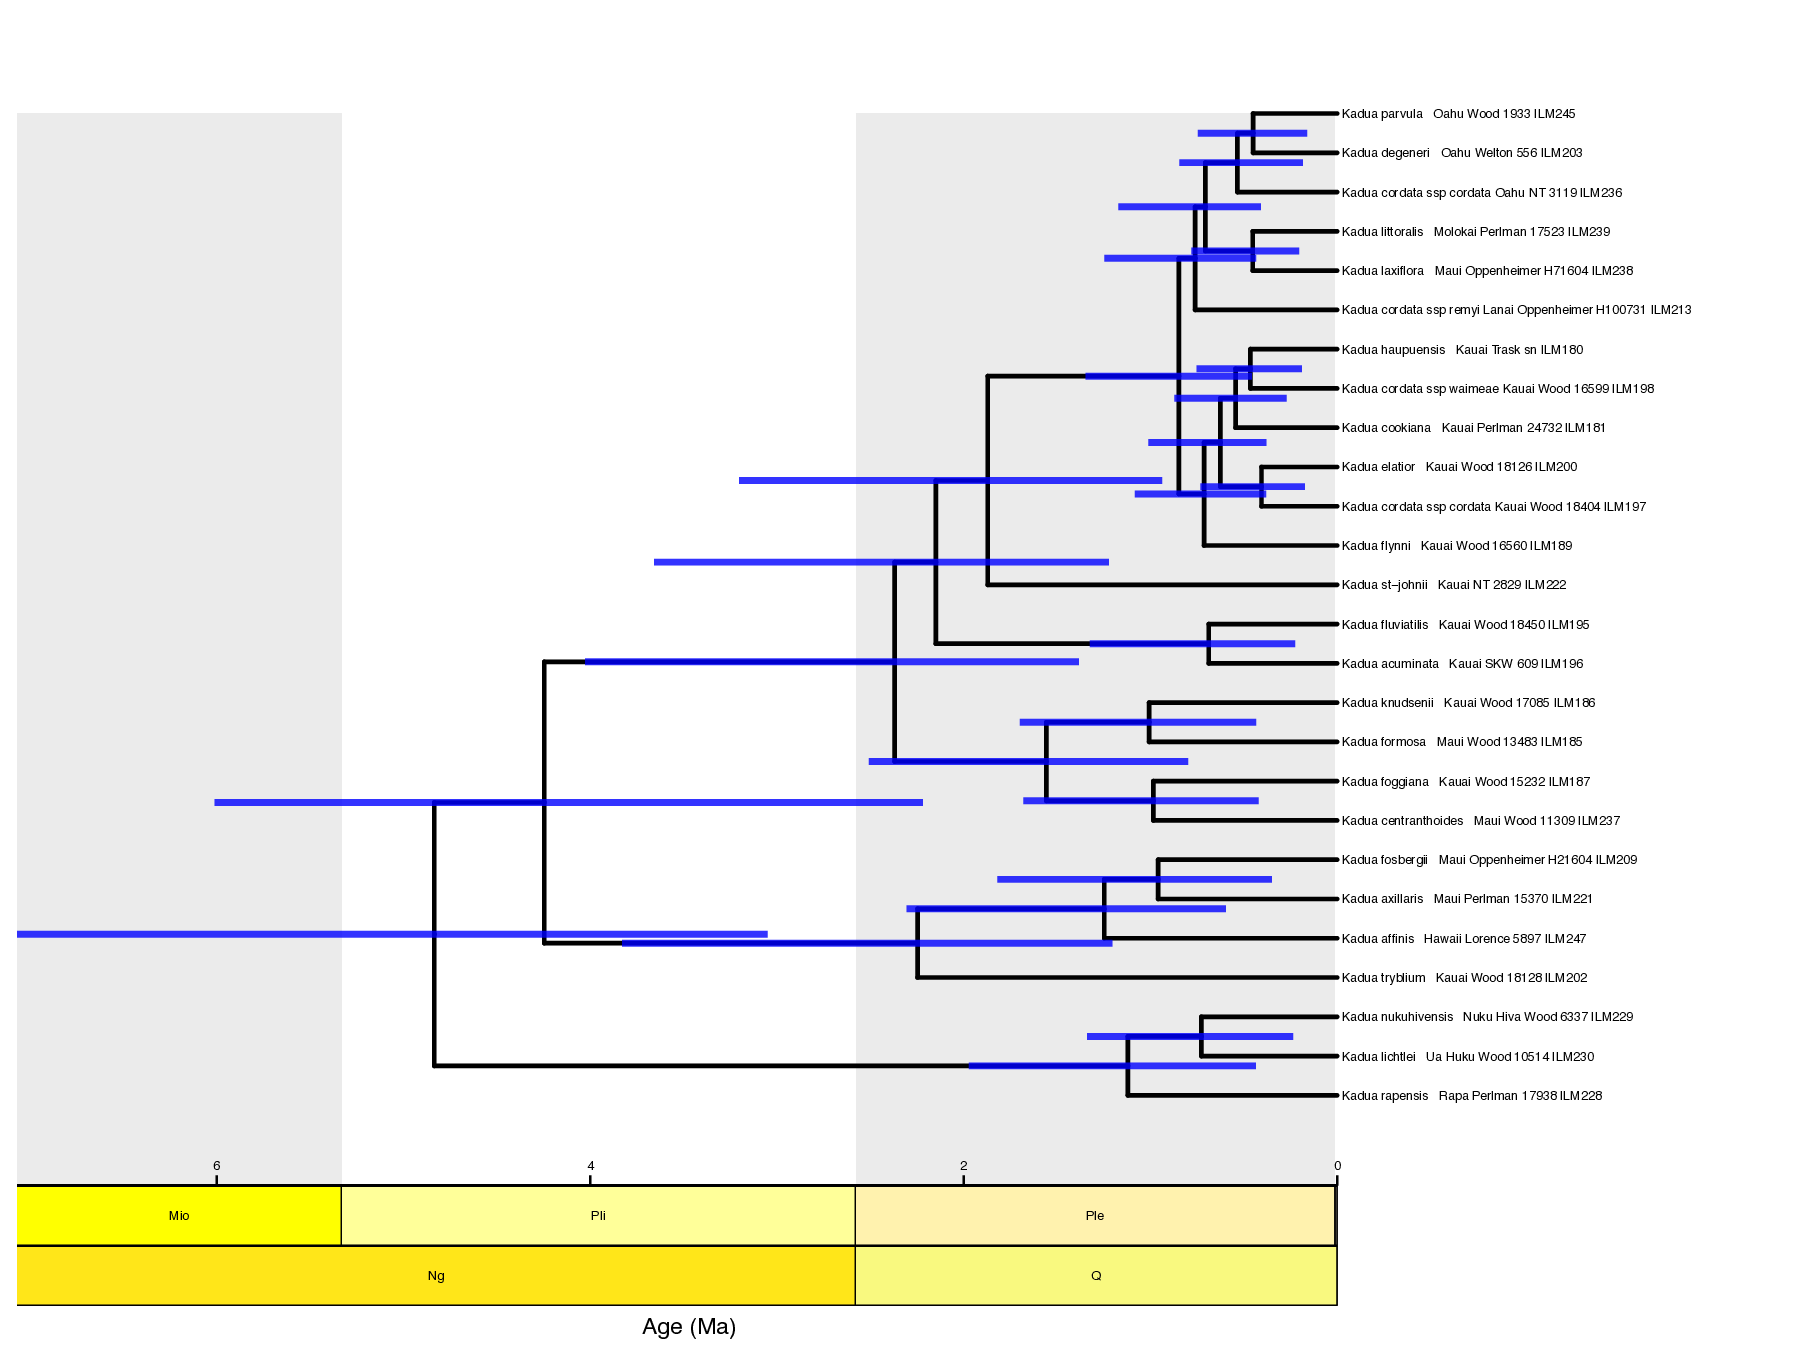 Kadua parvula Oahu Wood 1933 ILM245
Kadua degeneri Oahu Welton 556 ILM203
Kadua cordata ssp cordata Oahu NT 3119 ILM236
Kadua littoralis Molokai Perlman 17523 ILM239
Kadua laxiflora Maui Oppenheimer H71604 ILM238
Kadua cordata ssp remyi Lanai Oppenheimer H100731 ILM213
Kadua haupuensis Kauai Trask sn ILM180
Kadua cordata ssp waimeae Kauai Wood 16599 ILM198
Kadua cookiana Kauai Perlman 24732 ILM181
Kadua elatior Kauai Wood 18126 ILM200
Kadua cordata ssp cordata Kauai Wood 18404 ILM197
Kadua flynni Kauai Wood 16560 ILM189
Kadua st–johnii Kauai NT 2829 ILM222
Kadua fluviatilis Kauai Wood 18450 ILM195
Kadua acuminata Kauai SKW 609 ILM196
Kadua knudsenii Kauai Wood 17085 ILM186
Kadua formosa Maui Wood 13483 ILM185
Kadua foggiana Kauai Wood 15232 ILM187
Kadua centranthoides Maui Wood 11309 ILM237
Kadua fosbergii Maui Oppenheimer H21604 ILM209
Kadua axillaris Maui Perlman 15370 ILM221
Kadua affinis Hawaii Lorence 5897 ILM247
Kadua tryblium Kauai Wood 18128 ILM202
Kadua nukuhivensis Nuku Hiva Wood 6337 ILM229
Kadua lichtlei Ua Huku Wood 10514 ILM230
Kadua rapensis Rapa Perlman 17938 ILM228
6 4 2 0
Mio Pli Ple
Ng Q
Age (Ma)